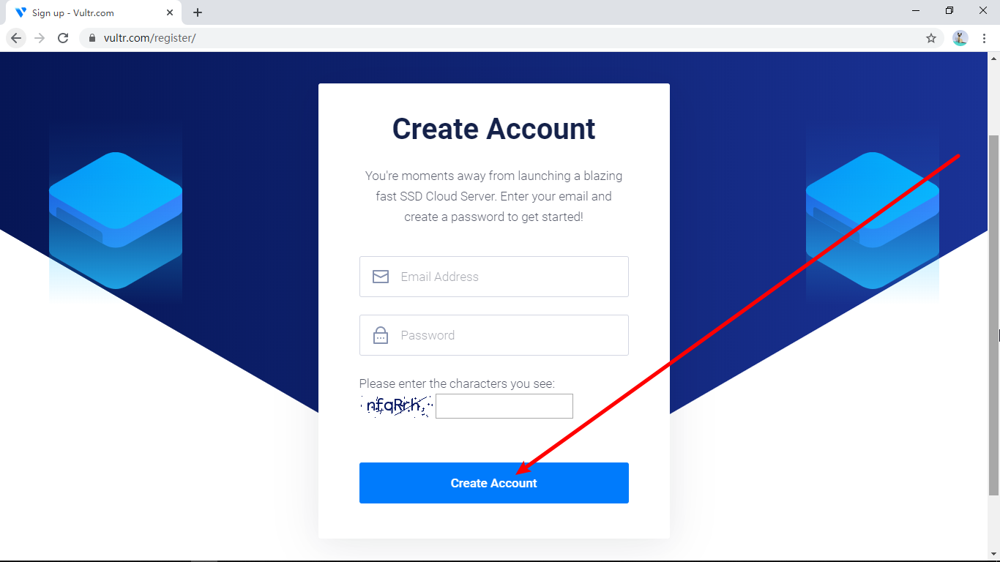 Sign up - Vultr.com
vultr.com/register/
Create Account
You're moments away from launching a blazing
fast SSD Cloud Server. Enter your email and
create a password to get started!
Email Address
Password
Please enter the characters you see:
nfqRrh
Create Account